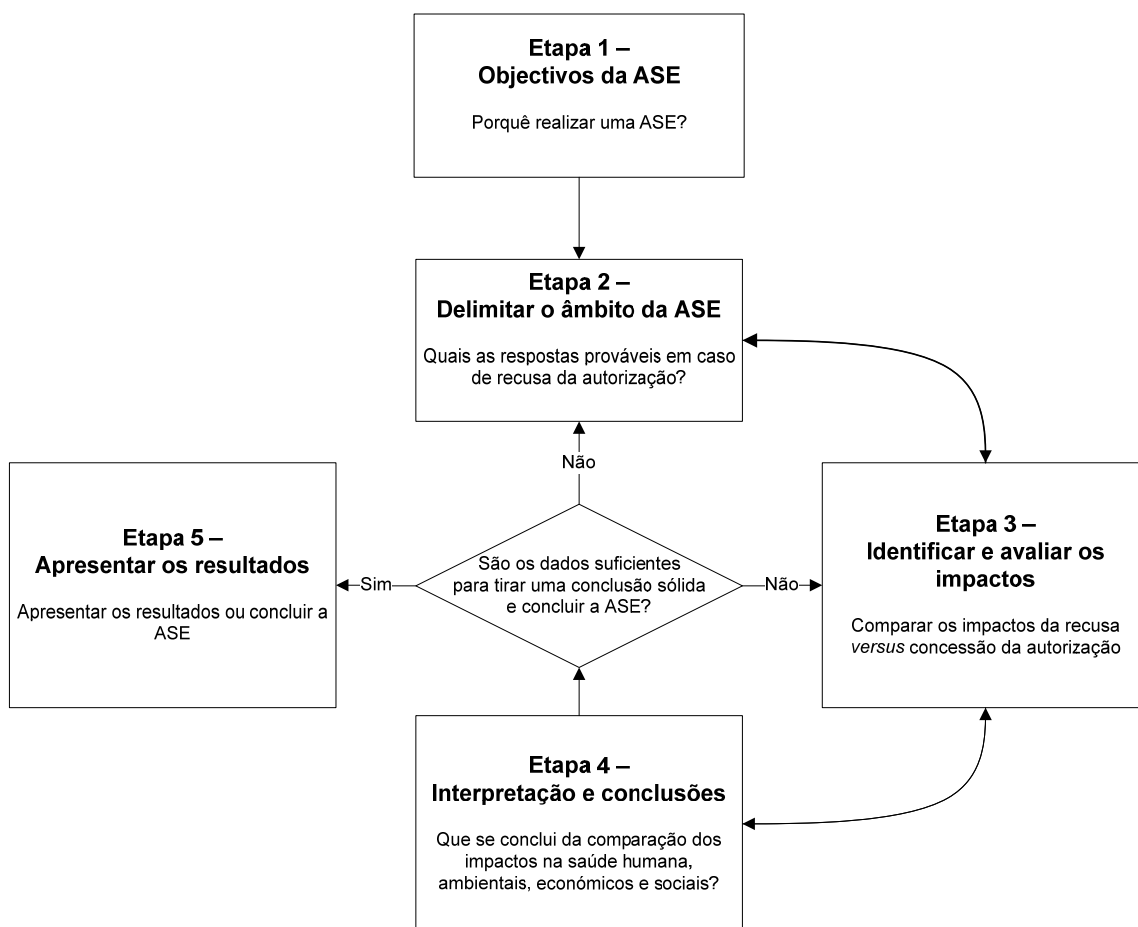 Etapa 1 –
Objectivos da ASE
Porquê realizar uma ASE?
Etapa 2 –
Delimitar o âmbito da ASE
Quais as respostas prováveis em caso
de recusa da autorização?
Não
Etapa 5 –
Apresentar os resultados
Apresentar os resultados ou concluir a
ASE
Sim
São os dados suficientes
para tirar uma conclusão sólida
e concluir a ASE?
Não
Etapa 3 –
Identificar e avaliar os
impactos
Comparar os impactos da recusa
versus concessão da autorização
Etapa 4 –
Interpretação e conclusões
Que se conclui da comparação dos
impactos na saúde humana,
ambientais, económicos e sociais?